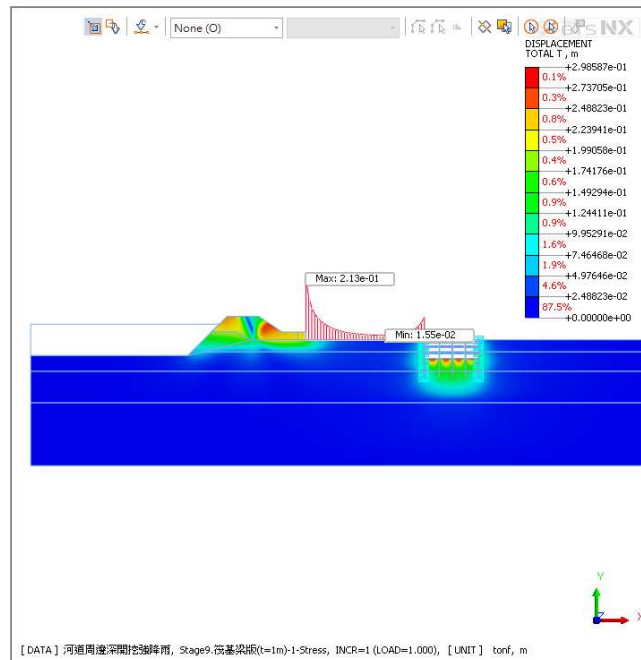 None (O)
NX
DISPLACEMENT
TOTAL T , m
+2.98587e-01
0.1%
+2.73705e-01
0.3%
+2.48823e-01
0.8%
+2.23941e-01
0.5%
+1.99058e-01
0.4%
+1.74176e-01
0.6%
+1.49294e-01
0.9%
+1.24411e-01
0.9%
+9.95291e-02
1.6%
+7.46468e-02
1.9%
+4.97646e-02
4.6%
+2.48823e-02
87.5%
+0.00000e+00
Max: 2.13e-01
Min: 1.55e-02
Y
Z
X
[ DATA ] 河道周邊深開挖強降雨, Stage9.筏基梁版(t=1m)-1-Stress, INCR=1 (LOAD=1.000), [ UNIT ] tonf, m